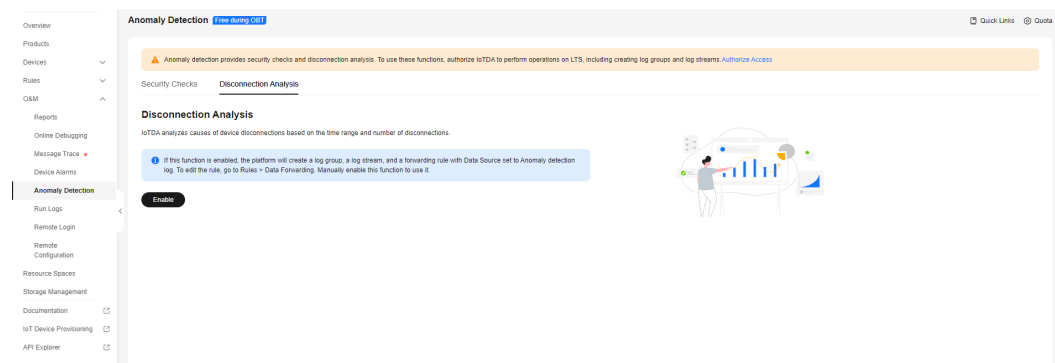 Overview
Products
Devices
Rules
O&M
Reports
Online Debugging
Message Trace
Device Alarms
Anomaly Detection
Run Logs
Remote Login
Remote
Configuration
Resource Spaces
Storage Management
Documentation
IoT Device Provisioning
API Explorer
Anomaly Detection Free during OBT
Quick Links Quota
Anomaly detection provides security checks and disconnection analysis. To use these functions, authorize IoTDA to perform operations on LTS, including creating log groups and log streams.Authorize Access
Security Checks Disconnection Analysis
Disconnection Analysis
IoTDA analyzes causes of device disconnections based on the time range and number of disconnections.
If this function is enabled, the platform will create a log group, a log stream, and a forwarding rule with Data Source set to Anomaly detection
log. To edit the rule, go to Rules > Data Forwarding. Manually enable this function to use it.
Enable